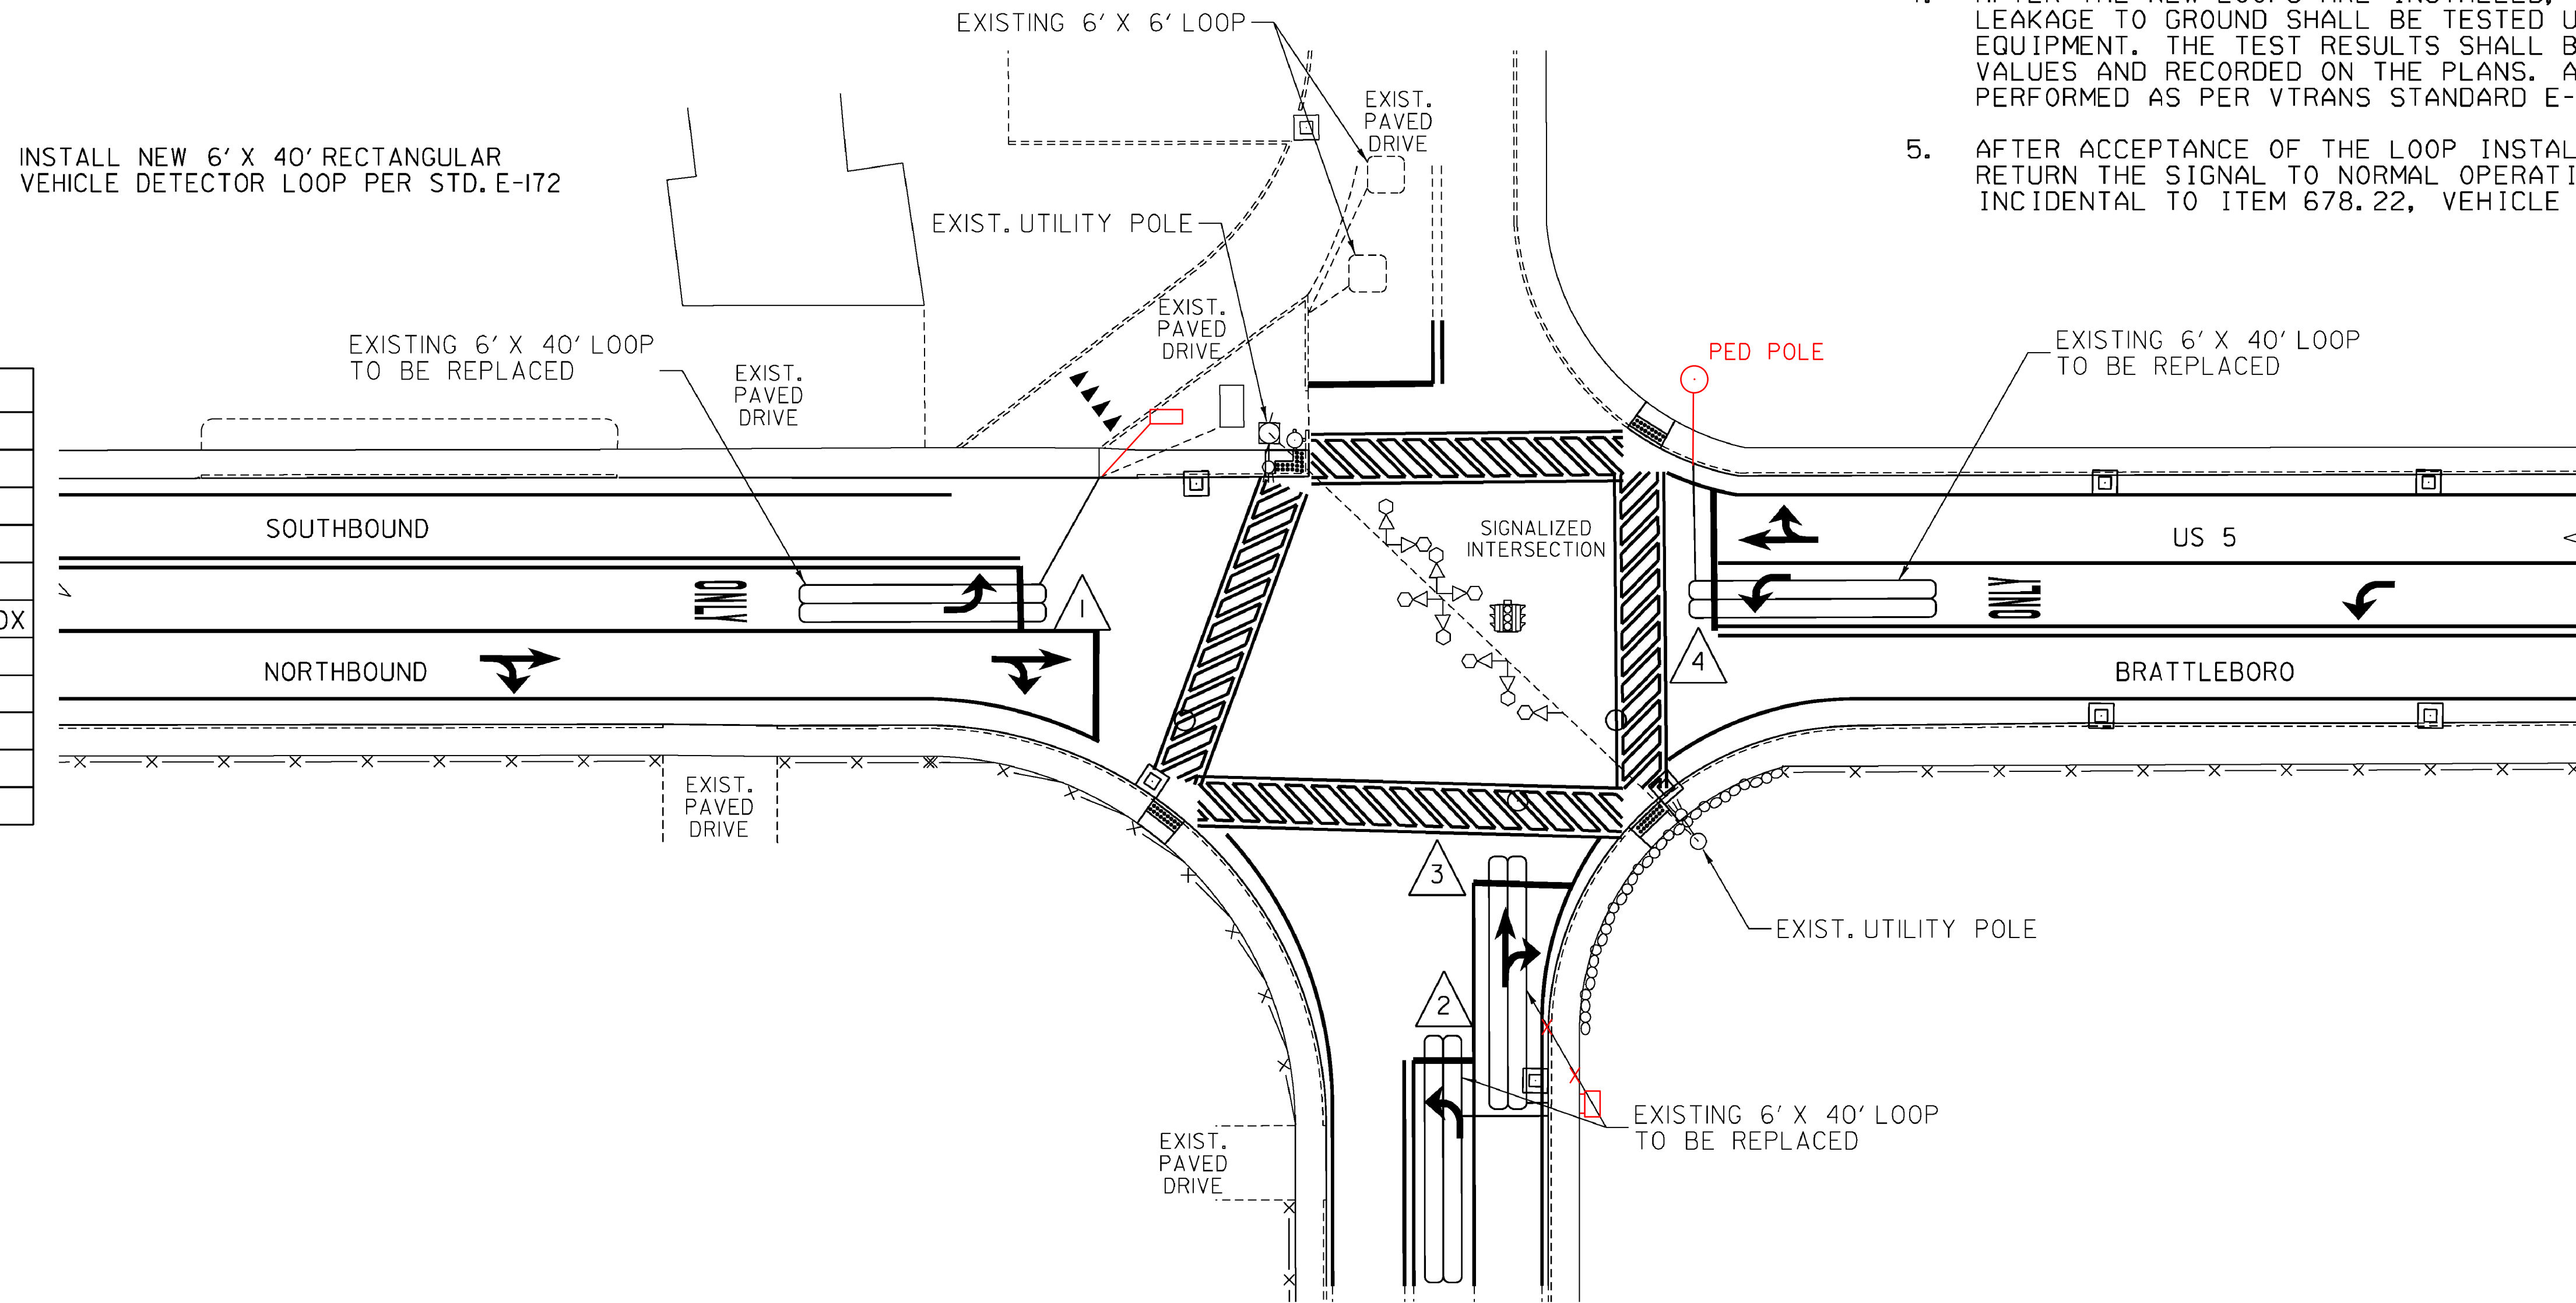 EXISTING 6' X 6' LOOP
LEAKAGE TO GROUND SHALL BE TESTED
EQUIPMENT. THE TEST RESULTS SHALL
VALUES AND RECORDED ON THE PLANS.
PERFORMED AS PER VTRANS STANDARD E-
5. AFTER ACCEPTANCE OF THE LOOP
RETURN THE SIGNAL TO NORMAL
INCIDENTAL TO ITEM 678.22, VEHICLE
INSTALL NEW 6' X 40' RECTANGULAR
VEHICLE DETECTOR LOOP PER STD. E-172
EXIST.
PAVED
DRIVE
EXIST. UTILITY POLE
EXIST.
PAVED
DRIVE
EXISTING 6' X 40' LOOP
TO BE REPLACED
EXIST.
PAVED
DRIVE
PED POLE
EXISTING 6' X 40' LOOP
TO BE REPLACED
SOUTHBOUND
SIGNALIZED
INTERSECTION
US 5
ONLY
1
ONLY
OX
NORTHBOUND
4
BRATTLEBORO
EXIST.
PAVED
DRIVE
3
EXIST. UTILITY POLE
2
EXISTING 6' X 40' LOOP
TO BE REPLACED
EXIST.
PAVED
DRIVE